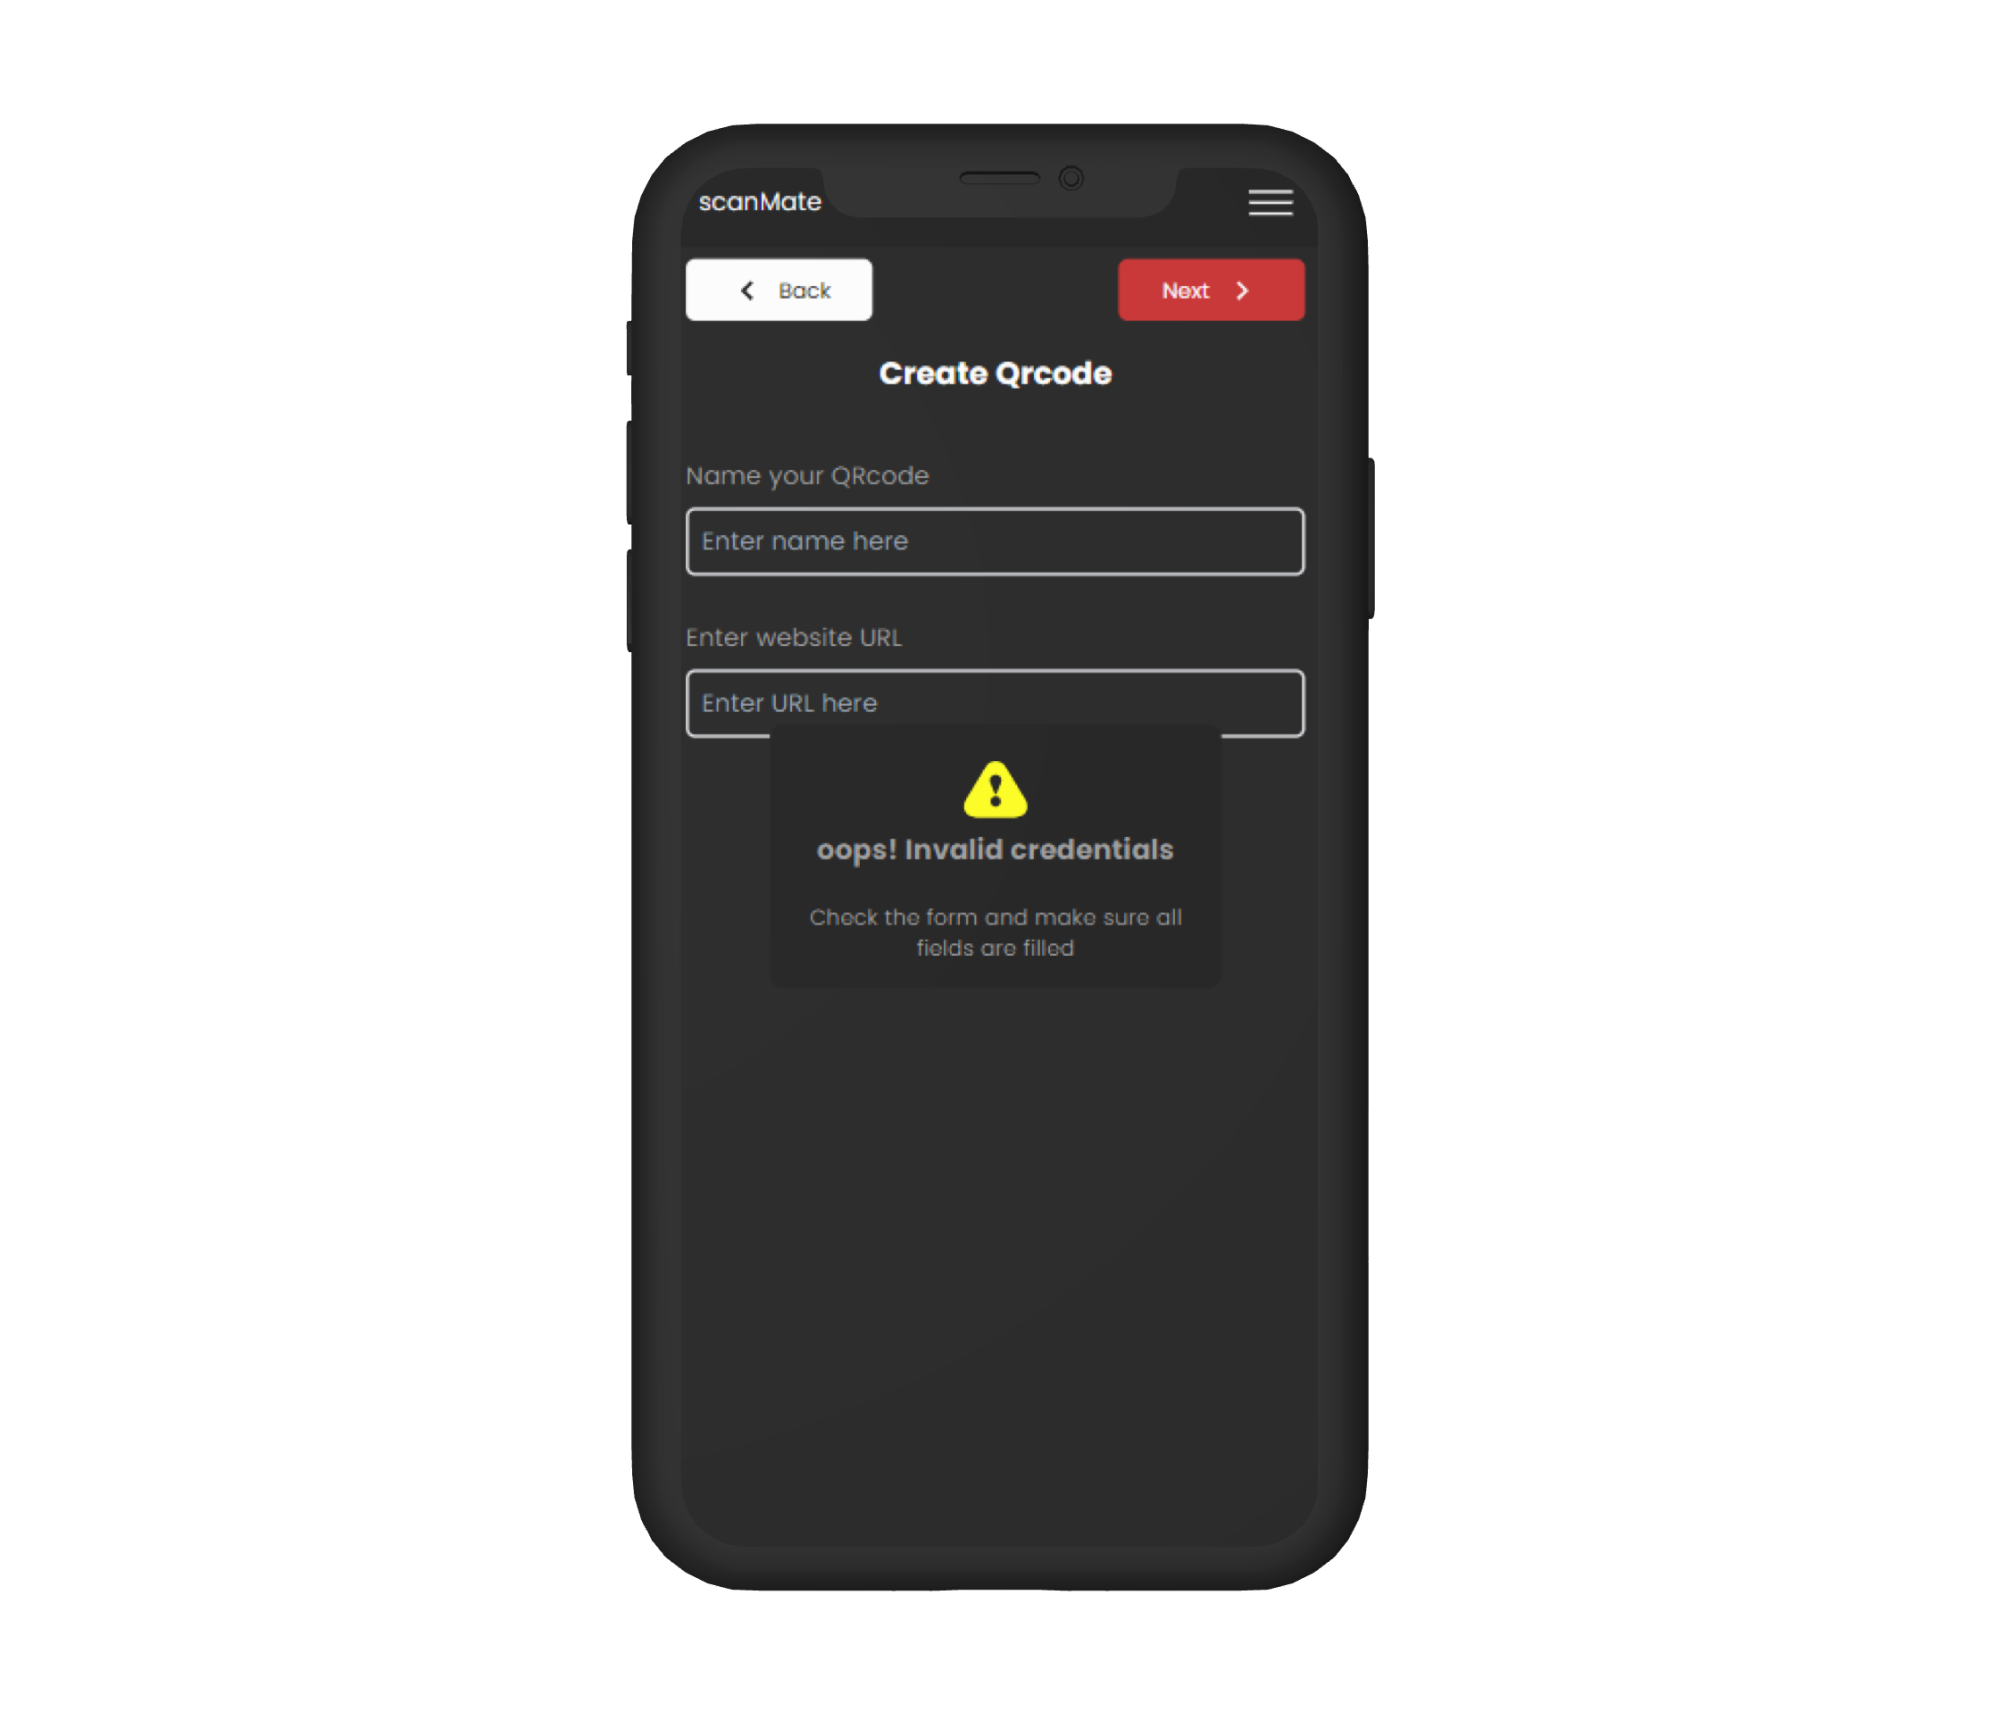 scanMate
Back
Next
Create Qrcode
Name your QRcode
Enter name here
Enter website URL
Enter URL here
oops! Invalid credentials
Check the form and make sure all
fields are filled